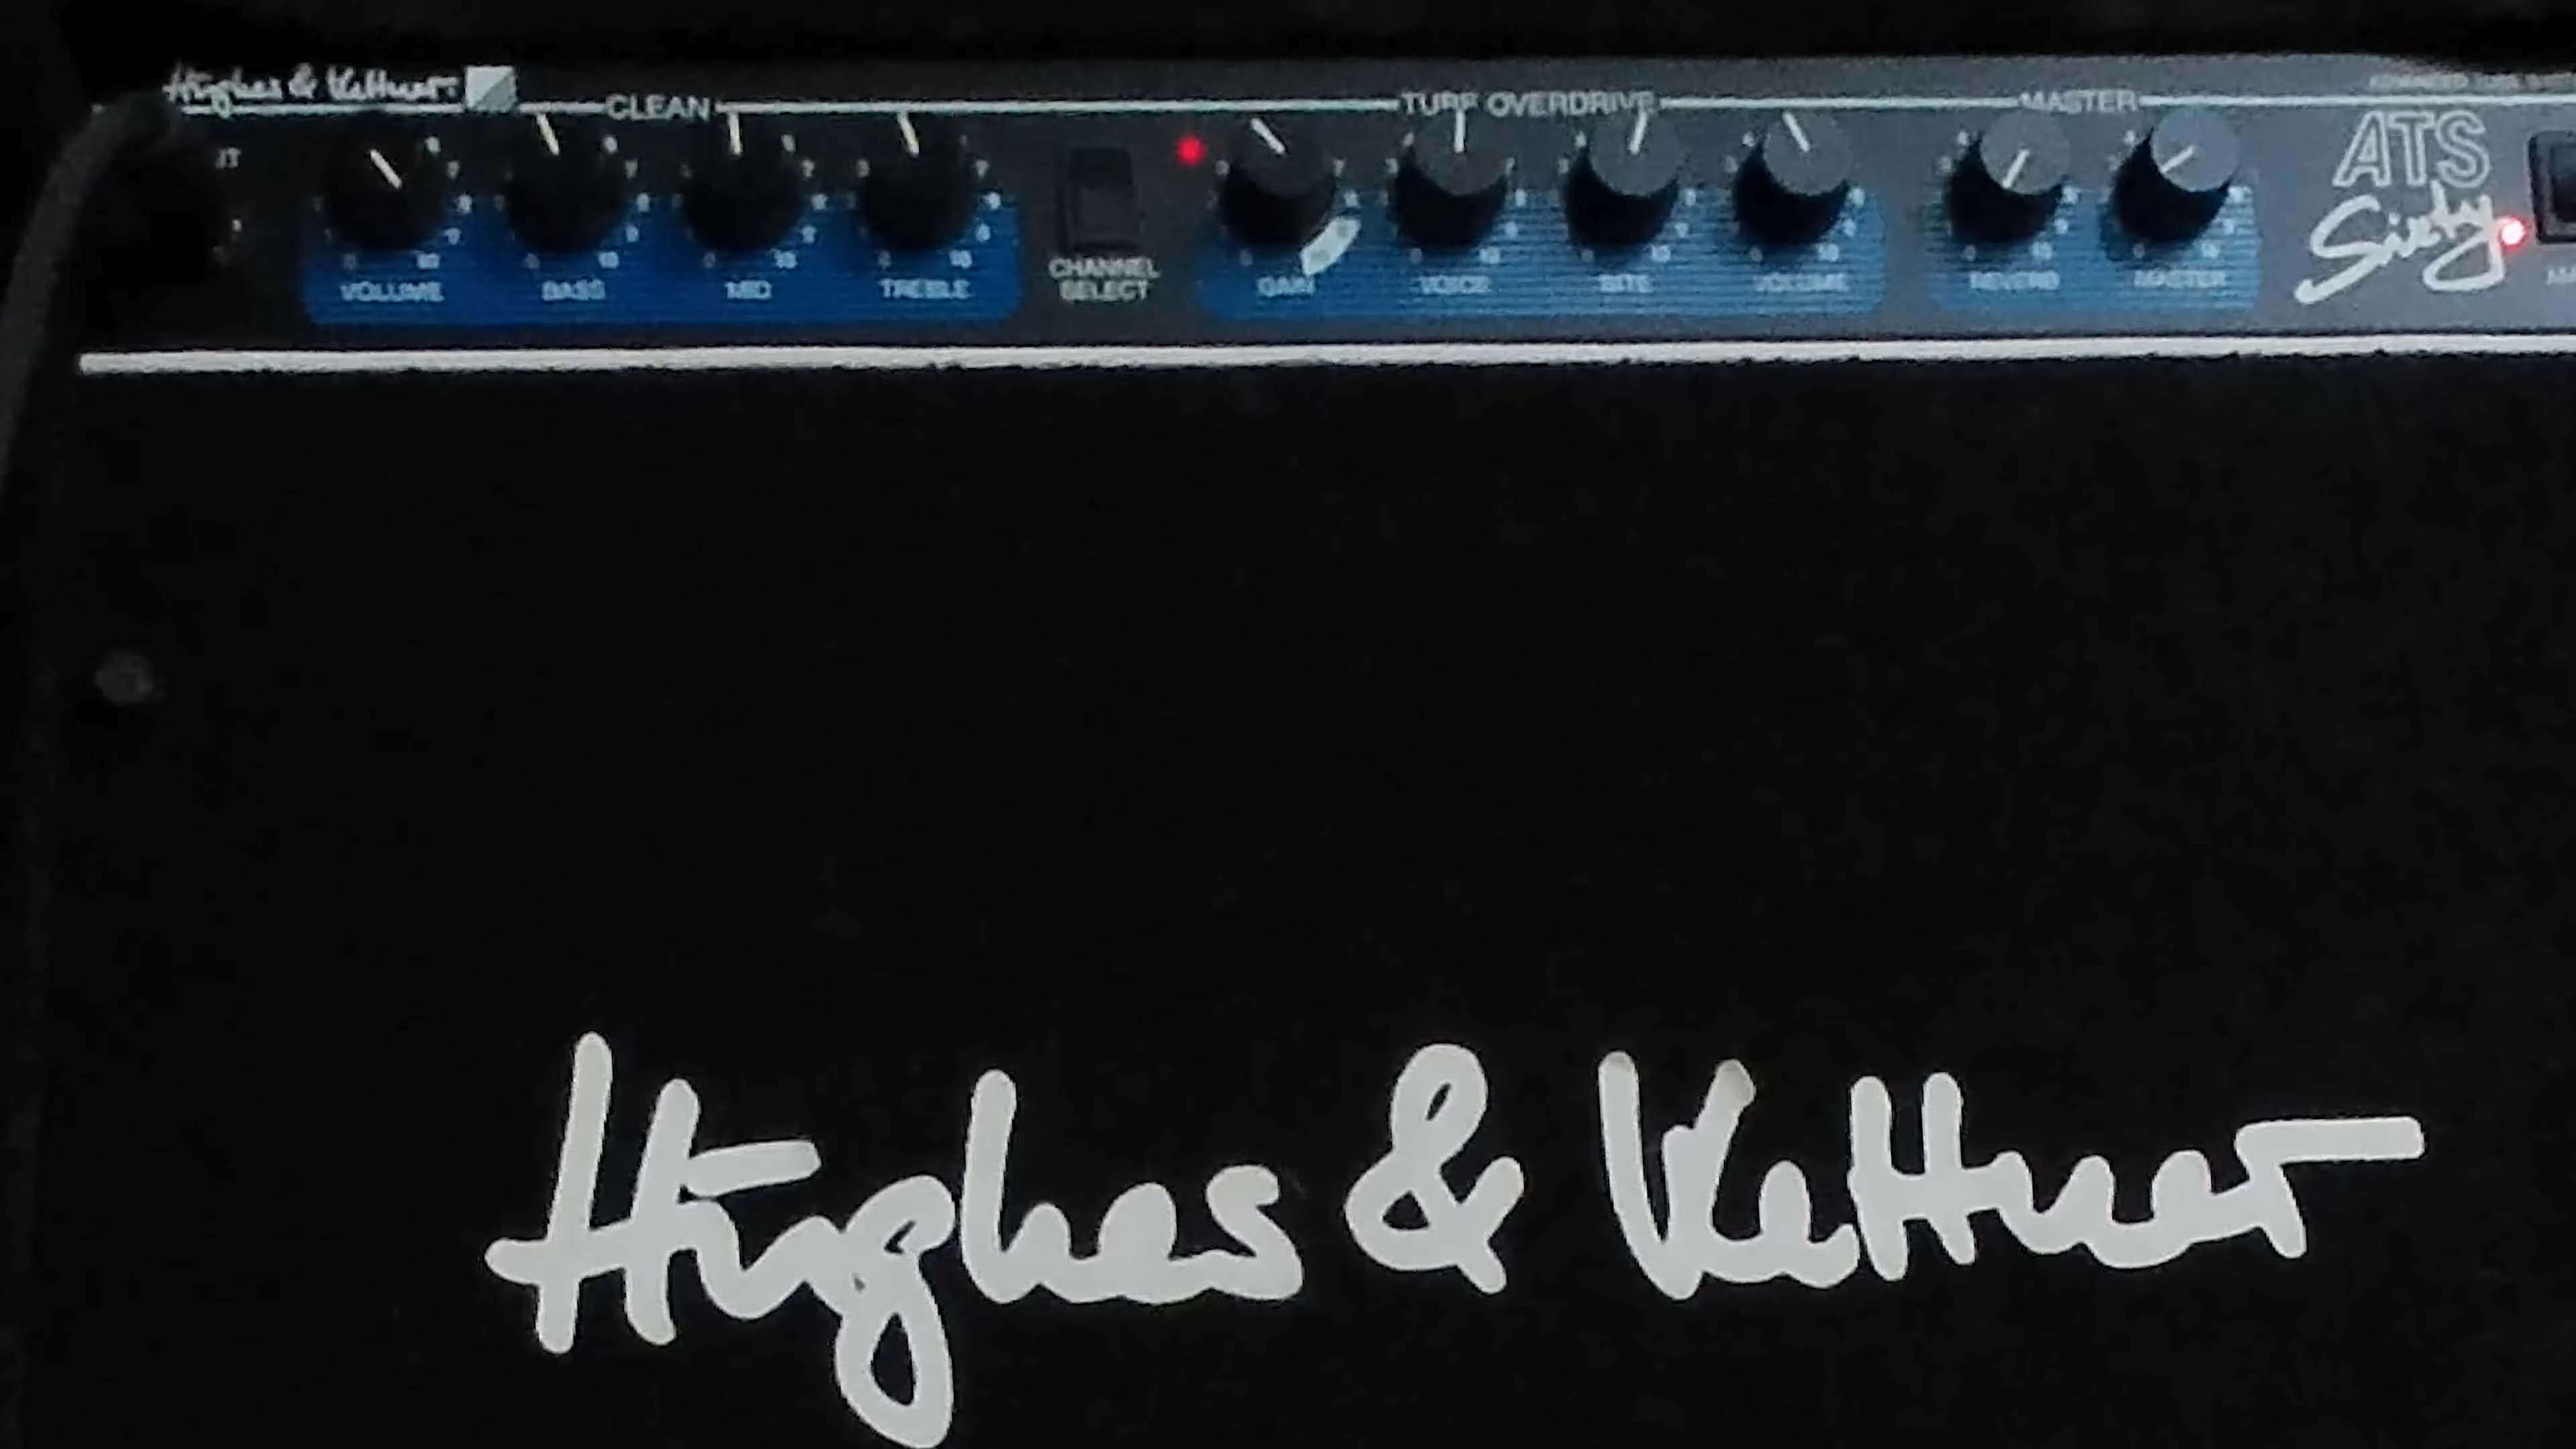 Hughes & Kettner
CLEAN
TUBE OVERDRIVE
MASTER
ATS
Sixty
VOLUME
BASS
MID
TREBLE
CHANNEL
SELECT
GAIN
VOICE
BITE
VOLUME
REVERB
MASTER
Hughes & Kettner